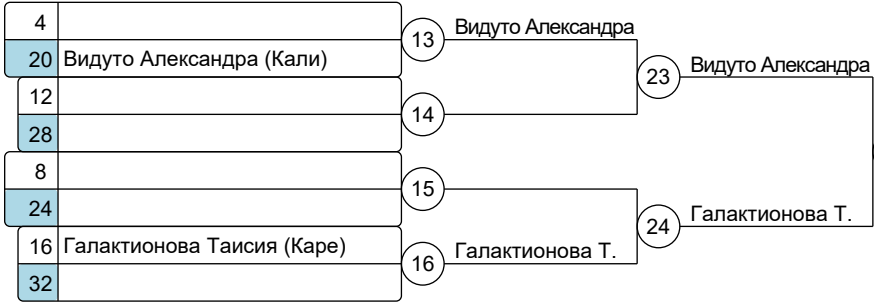 4
20 Видуто Александра (Кали)
12
28
8
24
16 Галактионова Таисия (Каре)
32
13 Видуто Александра
14
15
16 Галактионова Т.
23 Видуто Александра
24 Галактионова Т.